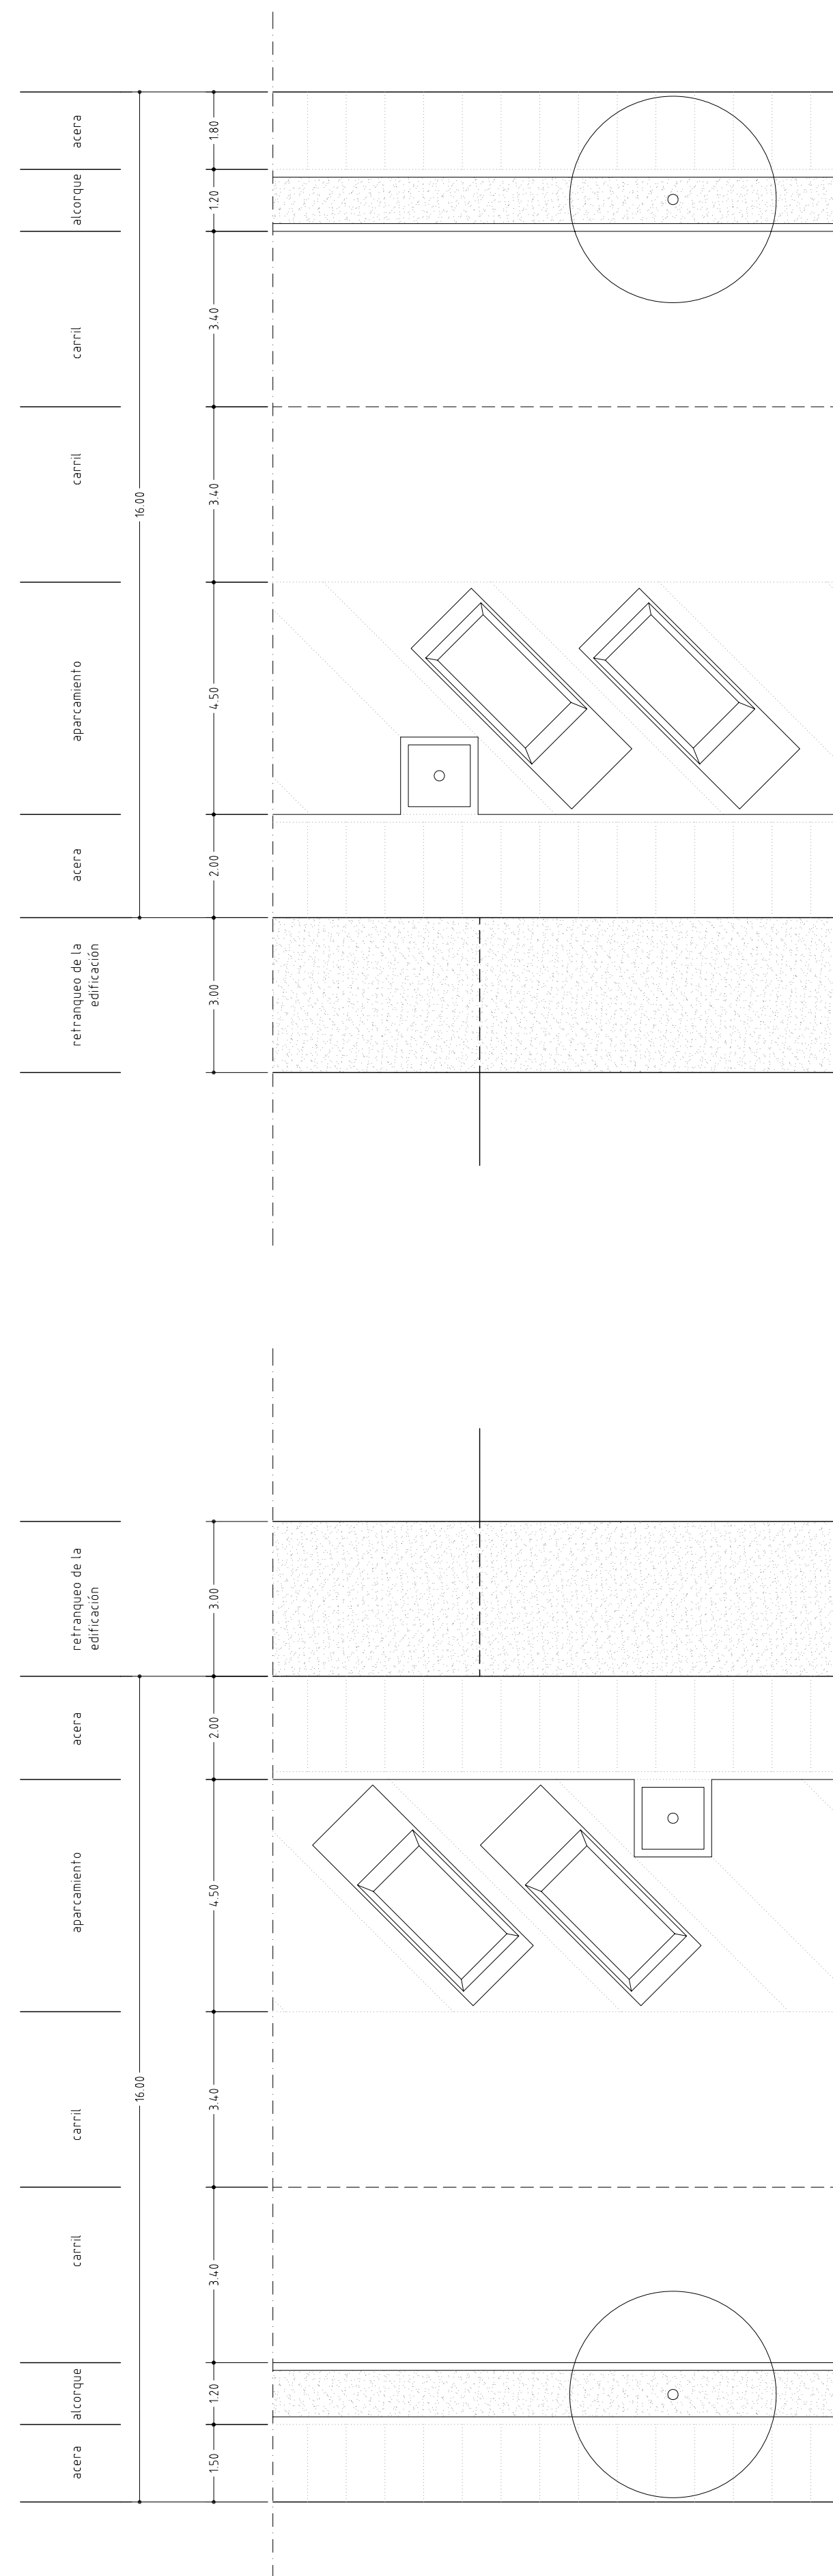 acera
1.80
alcorque
1.20
carril
3.40
16.00
carril
3.40
aparcamiento
4.50
acera
2.00
retranqueo de la
edificación
3.00
retranqueo de la
edificación
3.00
acera
2.00
aparcamiento
4.50
16.00
carril
3.40
carril
3.40
alcorque
1.20
acera
1.50